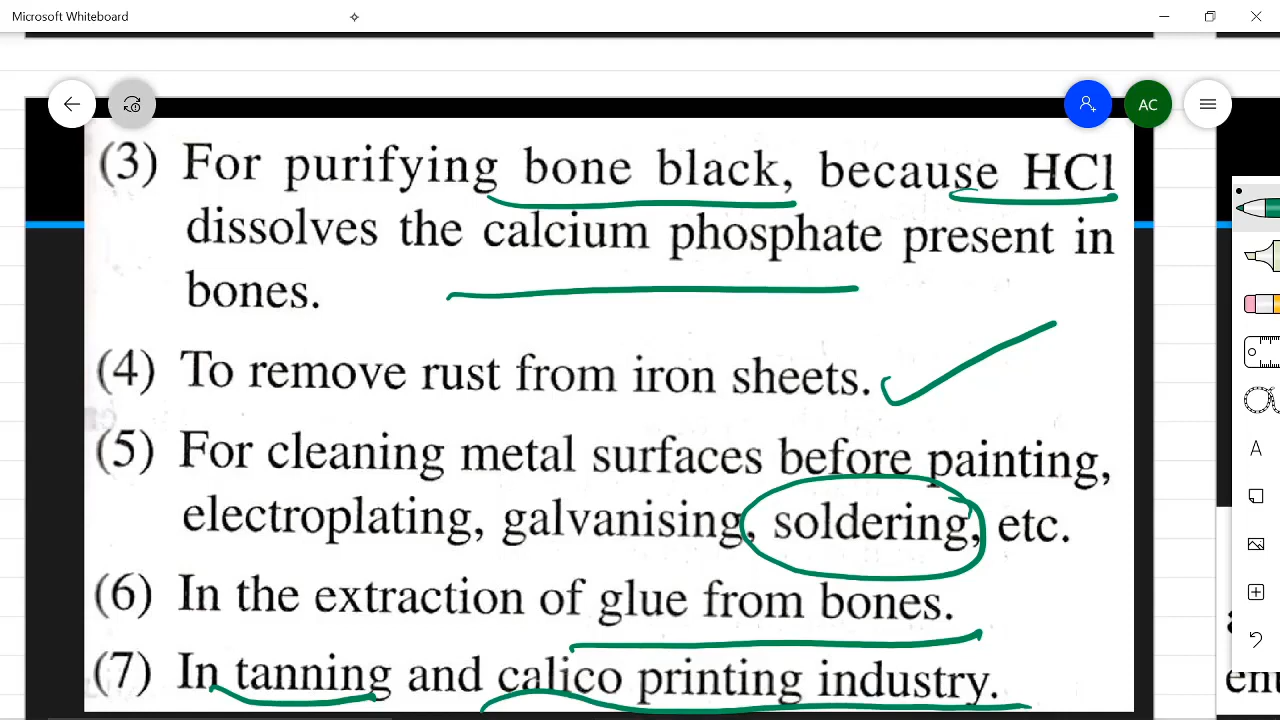 Microsoft Whiteboard
AC
(3) For purifying bone black, because HCl
dissolves the calcium phosphate present in
bones.
(4) To remove rust from iron sheets.
(5) For cleaning metal surfaces before painting,
electroplating, galvanising, soldering, etc.
(6) In the extraction of glue from bones.
(7) In tanning and calico printing industry.